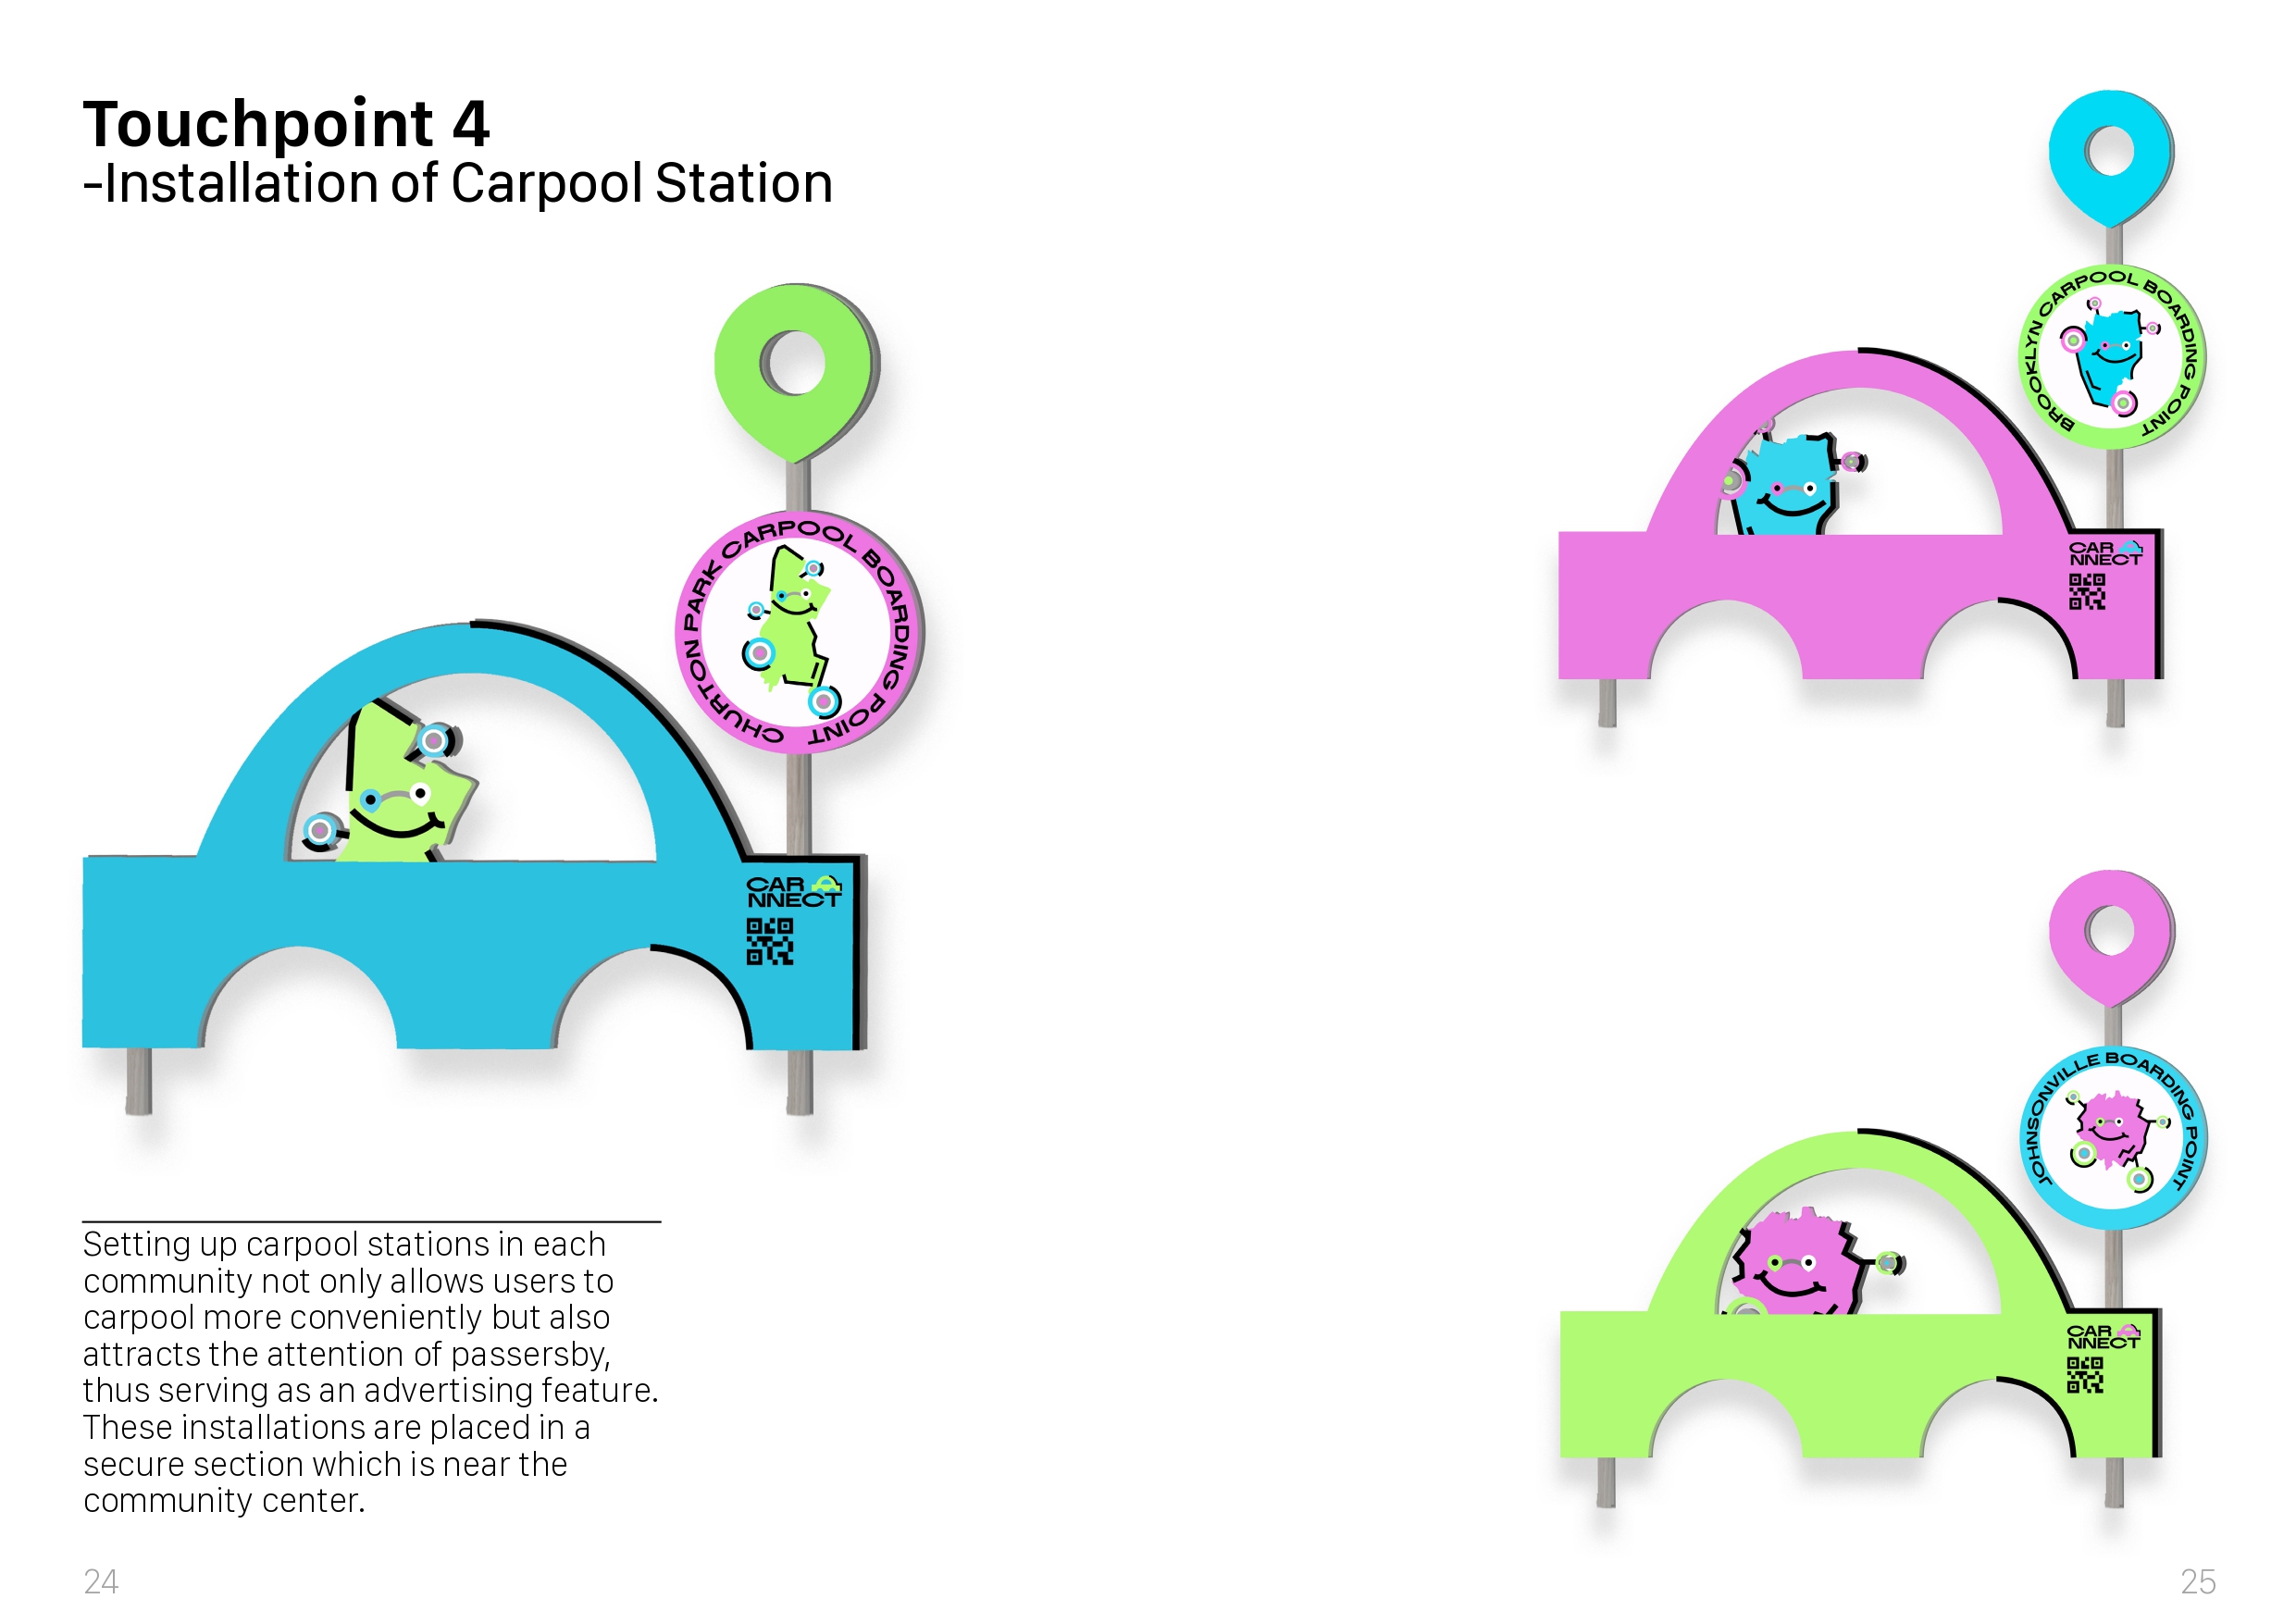 Touchpoint 4
-Installation of Carpool Station
CHURTON PARK CARPOOL BOARDING POINT
CAR
NNECT
Setting up carpool stations in each
community not only allows users to
carpool more conveniently but also
attracts the attention of passersby,
thus serving as an advertising feature.
These installations are placed in a
secure section which is near the
community center.
24
BROOKLYN CARPOOL BOARDING POINT
CAR
NNECT
JOHNSONVILLE BOARDING POINT
CAR
NNECT
25